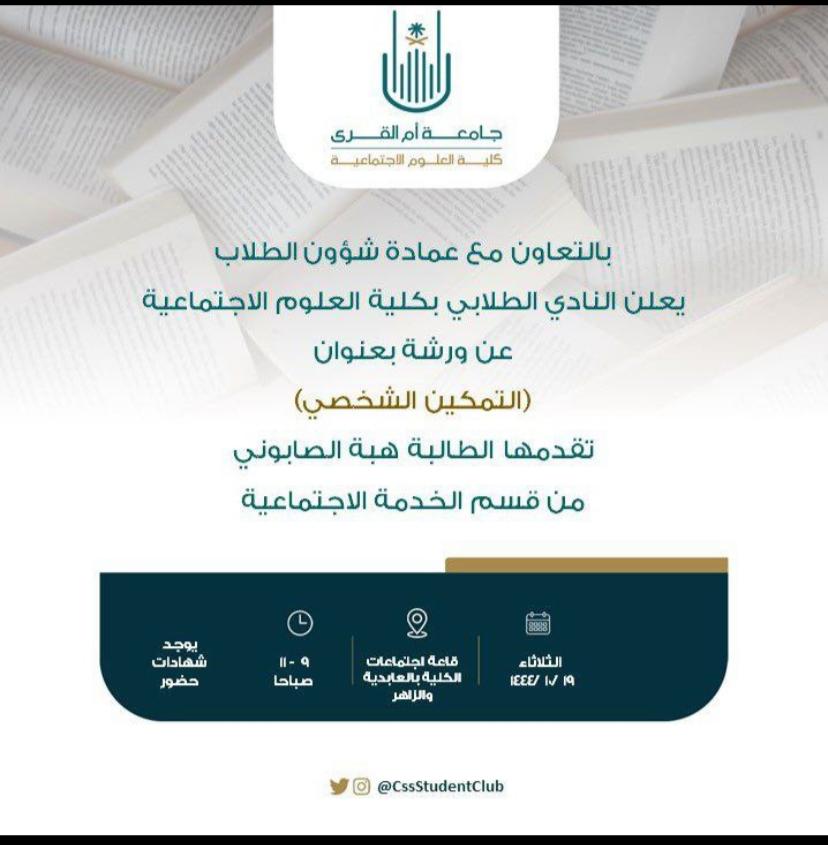 جامعة أم القرى
كلية العلوم الاجتماعية
بالتعاون مع عمادة شؤون الطلاب
يعلن النادي الطلابي بكلية العلوم الاجتماعية
عن ورشة بعنوان
(التمكين الشخصي)
تقدمها الطالبة هبة الصابوني
من قسم الخدمة الاجتماعية
الثلاثاء
١٩ /١٠ /١٤٤٤
قاعة اجتماعات
الكلية بالعابدية
والزاهر
٩ - ١١
صباحا
يوجد
شهادات
حضور
@CssStudentClub